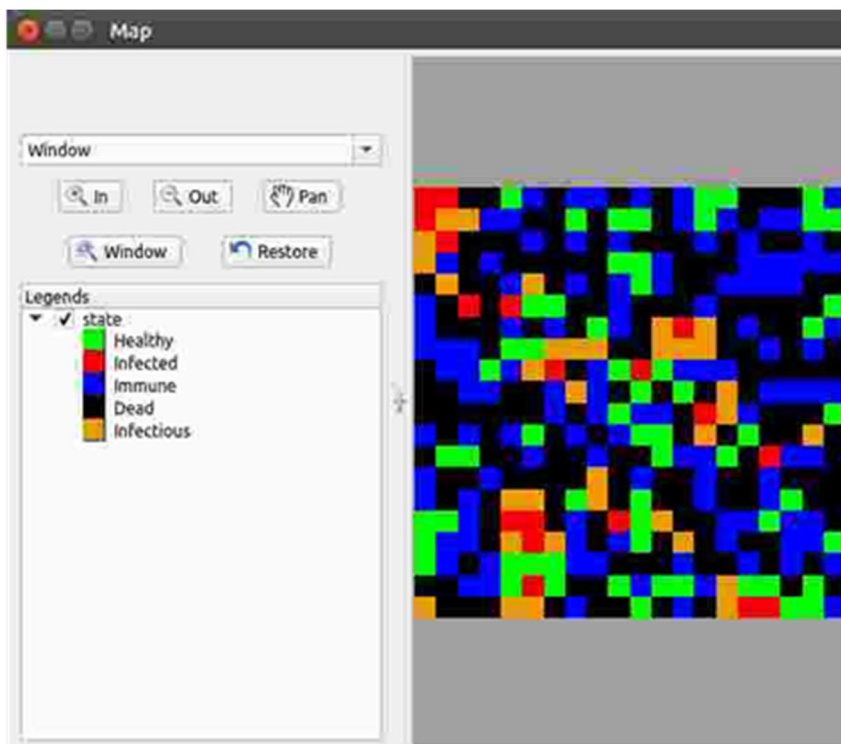 Map
Window
In Out Pan
Window Restore
Legends
state
Healthy
Infected
Immune
Dead
Infectious